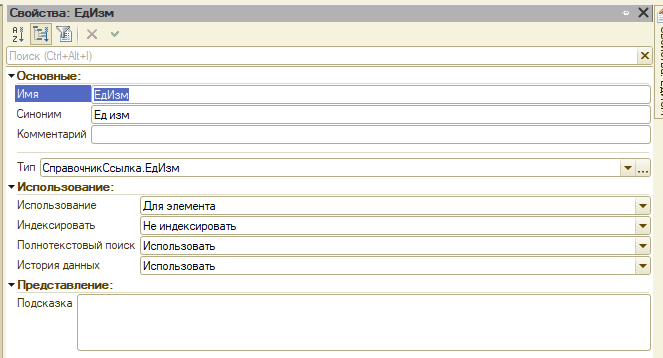 Свойства: ЕдИзм
Поиск (Ctrl+Alt+I)
Основные:
Имя ЕдИзм
Синоним Ед изм
Комментарий
Тип СправочникСсылка.ЕдИзм
Использование:
Использование Для элемента
Индексировать Не индексировать
Полнотекстовый поиск Использовать
История данных Использовать
Представление:
Подсказка